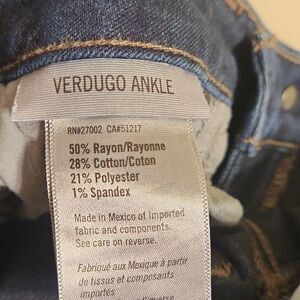 VERDUGO ANKLE
RN#27002 CA#51217
50% Rayon/Rayonne
28% Cotton/Coton
21% Polyester
1% Spandex
Made in Mexico of imported
fabric and components.
See care on reverse.
Fabriqué aux Mexique à partir
de tissus et composants
importés